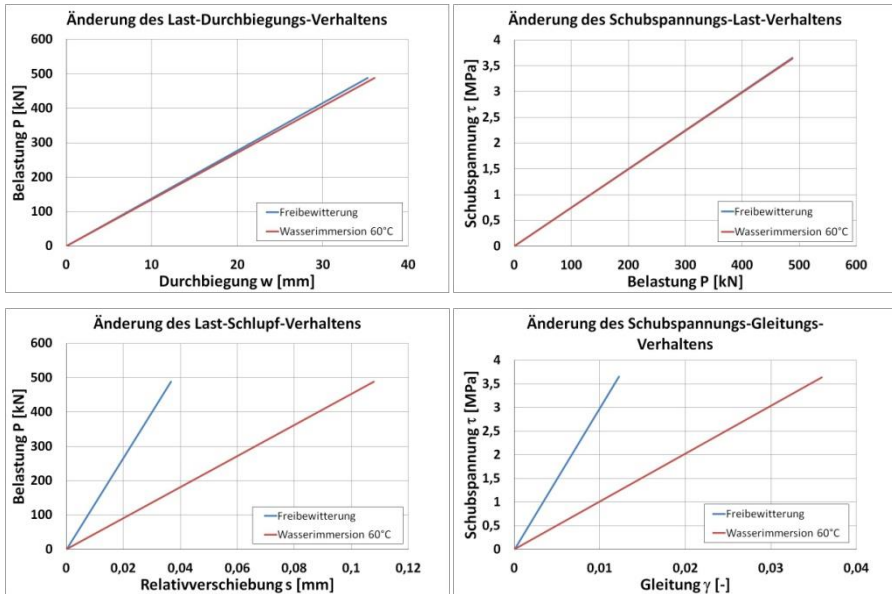 Änderung des Last-Durchbiegungs-Verhaltens
Belastung P [kN]
600
500
400
300
200
100
0
Freibewitterung
Wasserimmersion 60°C
0 10 20 30 40
Durchbiegung w [mm]
Änderung des Schubspannungs-Last-Verhaltens
Schubspannung τ [MPa]
4
3,5
3
2,5
2
1,5
1
0,5
0
Freibewitterung
Wasserimmersion 60°C
0 100 200 300 400 500 600
Belastung P [kN]
Änderung des Last-Schlupf-Verhaltens
Belastung P [kN]
600
500
400
300
200
100
0
Freibewitterung
Wasserimmersion 60°C
0 0,02 0,04 0,06 0,08 0,1 0,12
Relativverschiebung s [mm]
Änderung des Schubspannungs-Gleitungs-
Verhaltens
Schubspannung τ [MPa]
4
3,5
3
2,5
2
1,5
1
0,5
0
Freibewitterung
Wasserimmersion 60°C
0 0,01 0,02 0,03 0,04
Gleitung γ [-]